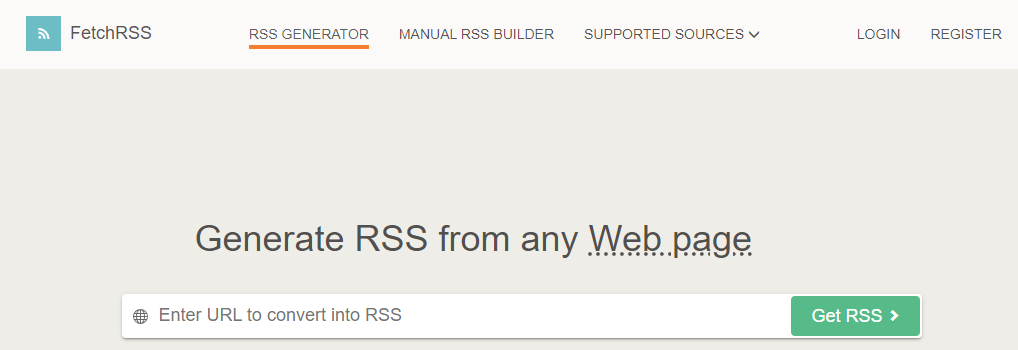 FetchRSS RSS GENERATOR MANUAL RSS BUILDER SUPPORTED SOURCES LOGIN REGISTER
Generate RSS from any Web page
Enter URL to convert into RSS Get RSS